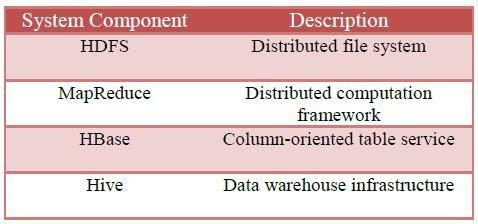 System Component Description
HDFS Distributed file system
MapReduce Distributed computation
framework
HBase Column-oriented table service
Hive Data warehouse infrastructure